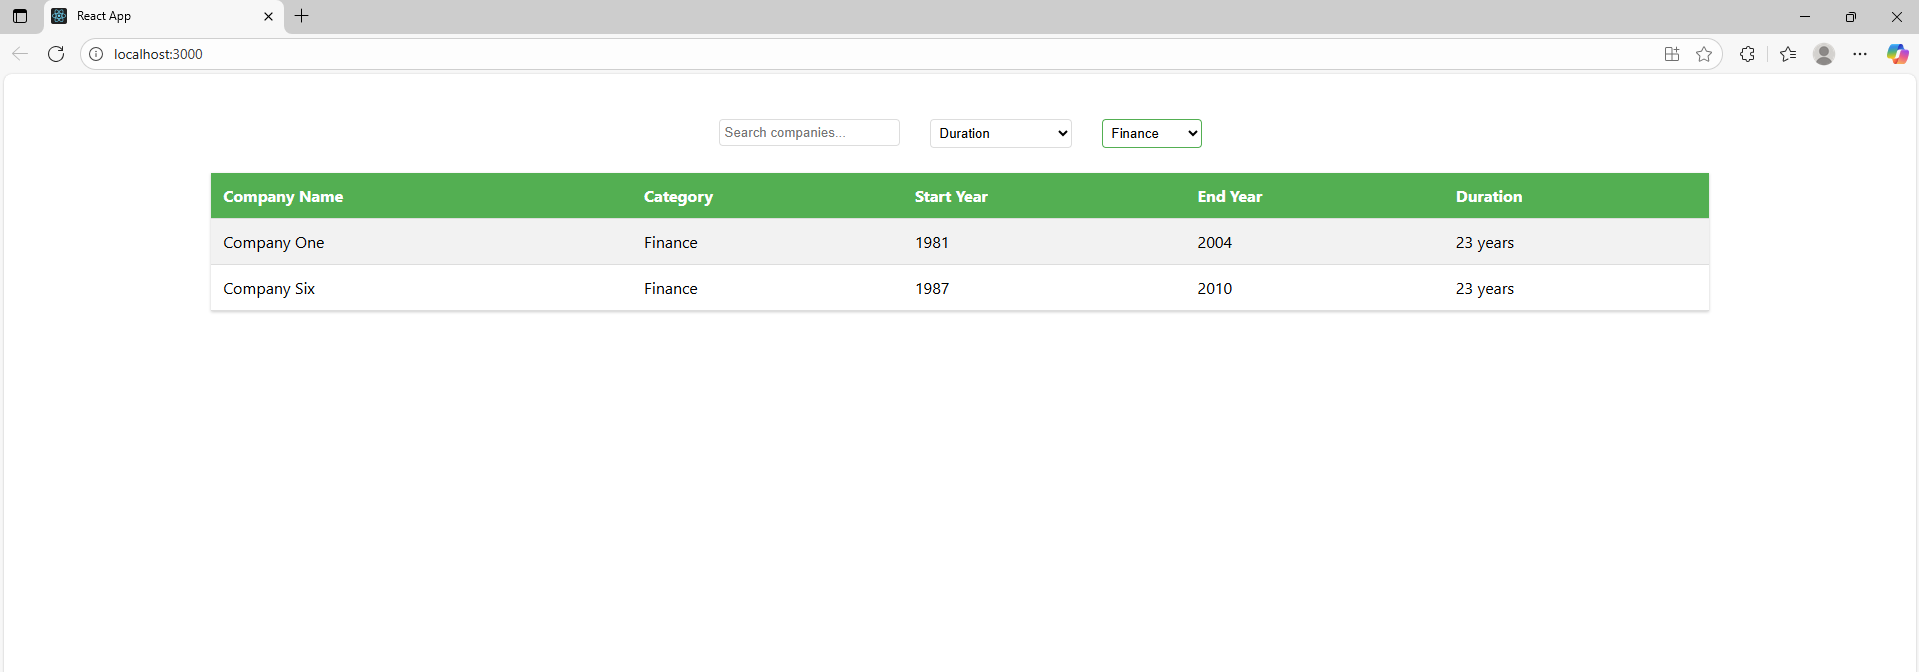 React App
localhost:3000
Search companies... Duration Finance
Company Name Category Start Year End Year Duration
Company One Finance 1981 2004 23 years
Company Six Finance 1987 2010 23 years